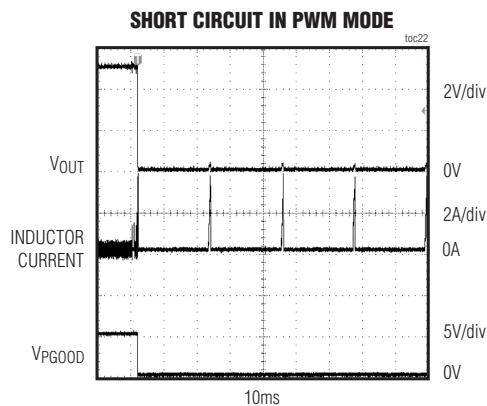 SHORT CIRCUIT IN PWM MODE
toc22
2V/div
VOUT
0V
2A/div
INDUCTOR
CURRENT
0A
5V/div
VPGOOD
0V
10ms